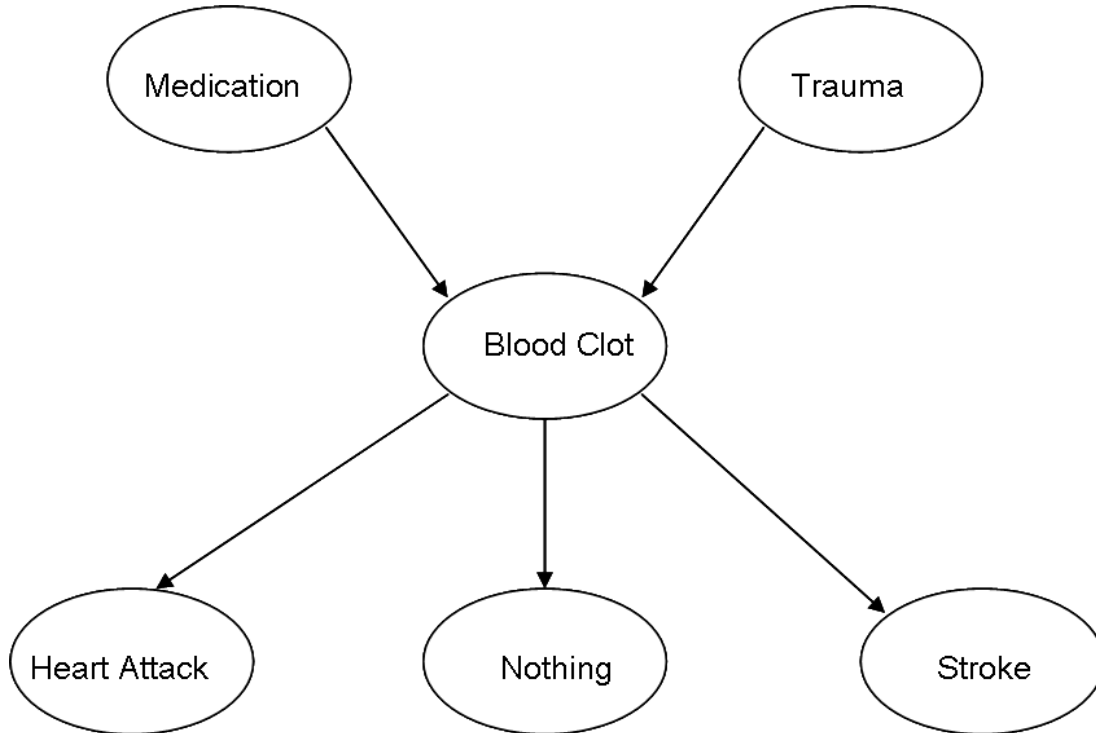 Medication
Trauma
Blood Clot
Heart Attack
Nothing
Stroke